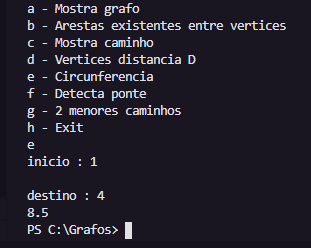 a - Mostra grafo
b - Arestas existentes entre vertices
c - Mostra caminho
d - Vertices distancia D
e - Circunferencia
f - Detecta ponte
g - 2 menores caminhos
h - Exit
e
inicio : 1
destino : 4
8.5
PS C:\Grafos>